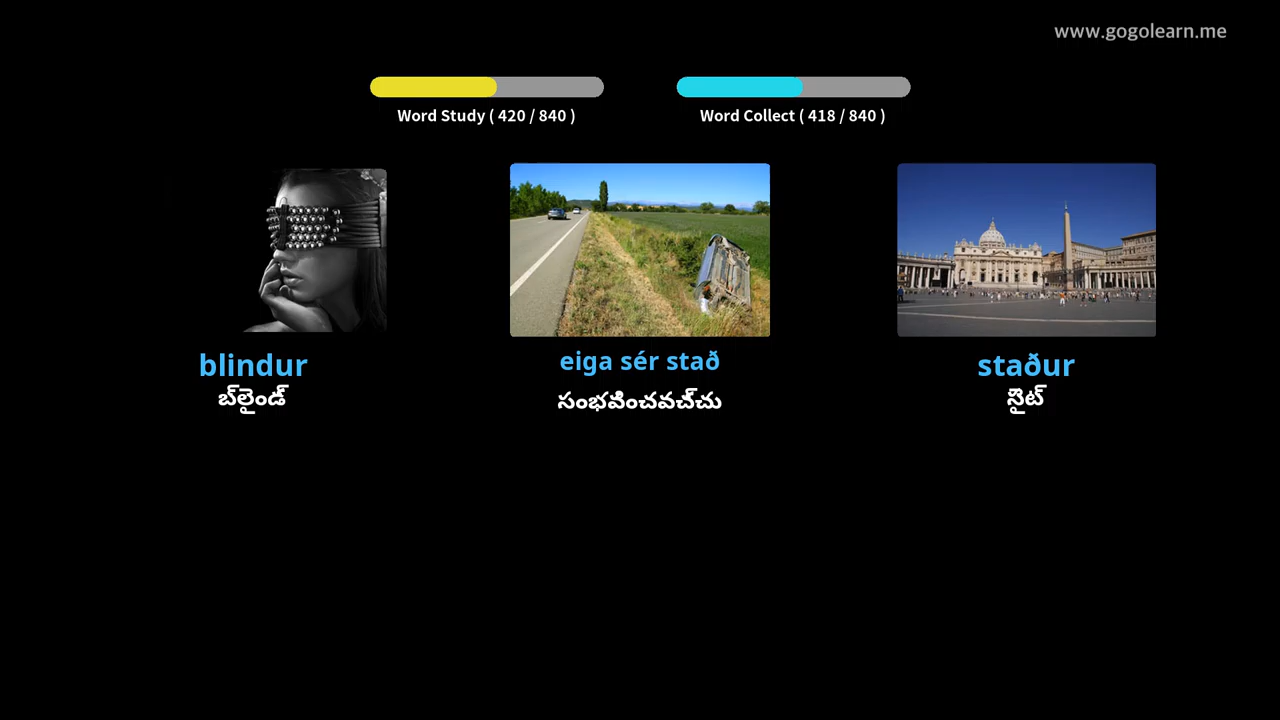 www.gogolearn.me
Word Study ( 420 / 840 )
Word Collect ( 418 / 840 )
blindur
బ్లైండ్
eiga sér stað
సంభవించవచ్చు
staður
సైట్